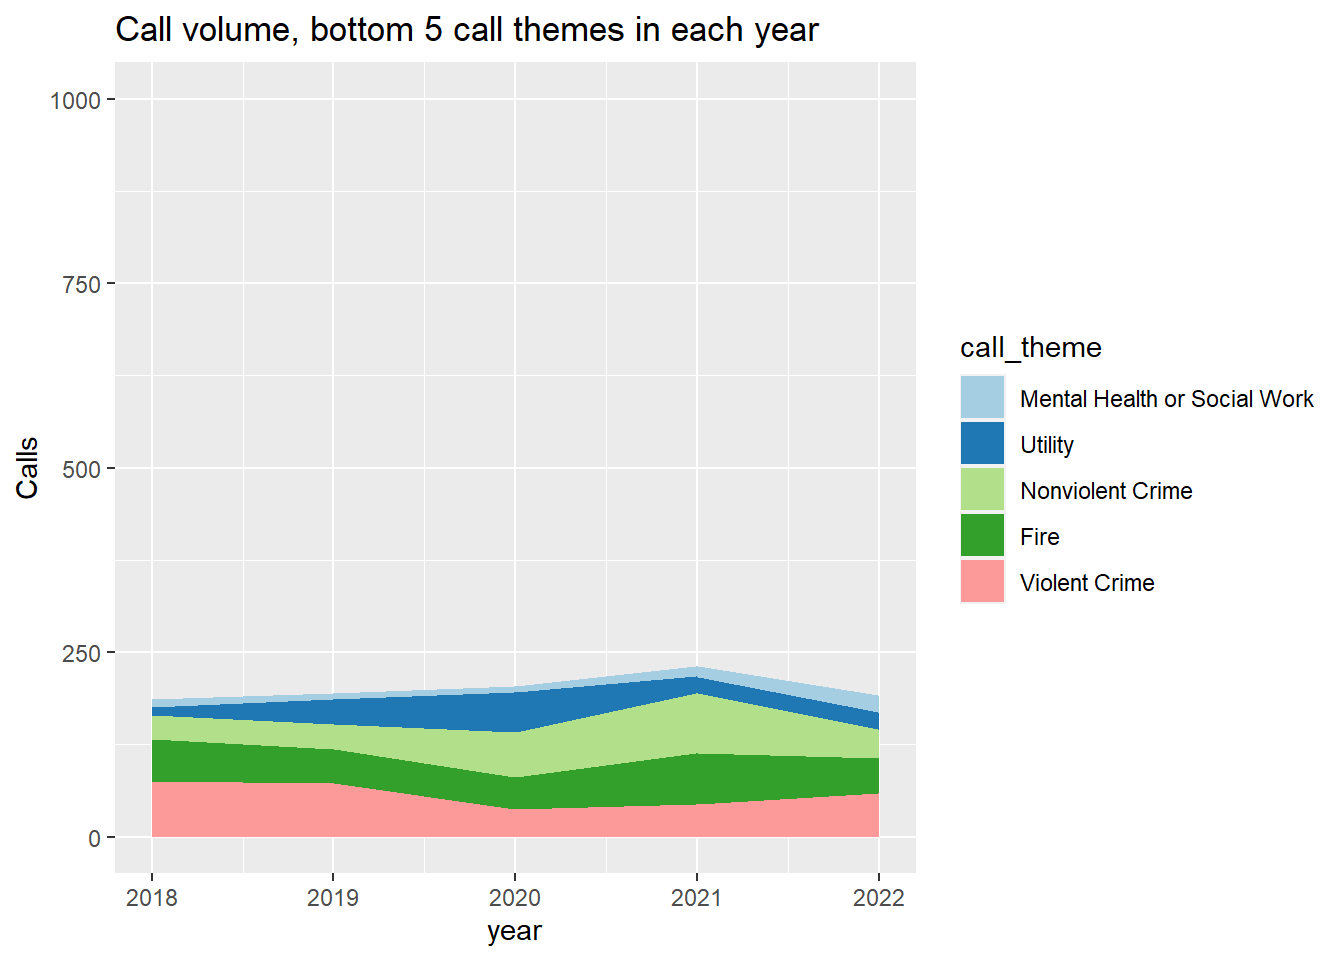 Call volume, bottom 5 call themes in each year
1000
750
500
250
0
Calls
2018 2019 2020 2021 2022
year
call_theme
Mental Health or Social Work
Utility
Nonviolent Crime
Fire
Violent Crime